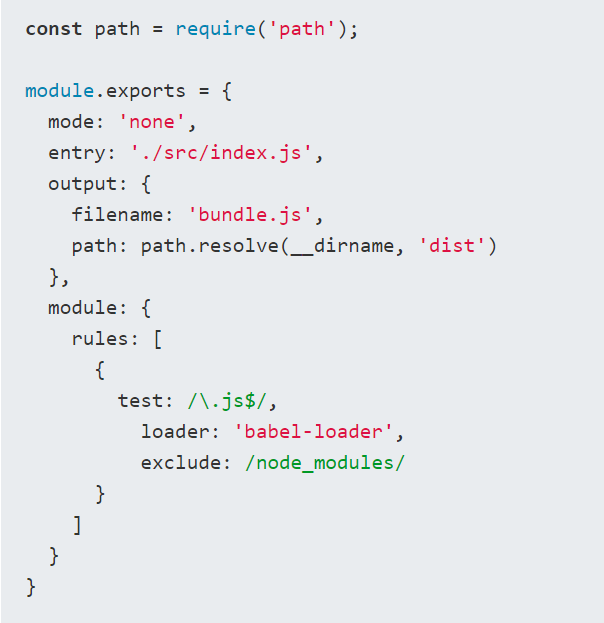 const path = require('path');

module.exports = {
  mode: 'none',
  entry: './src/index.js',
  output: {
    filename: 'bundle.js',
    path: path.resolve(__dirname, 'dist')
  },
  module: {
    rules: [
      {
        test: /\.js$/,
          loader: 'babel-loader',
          exclude: /node_modules/
      }
    ]
  }
}